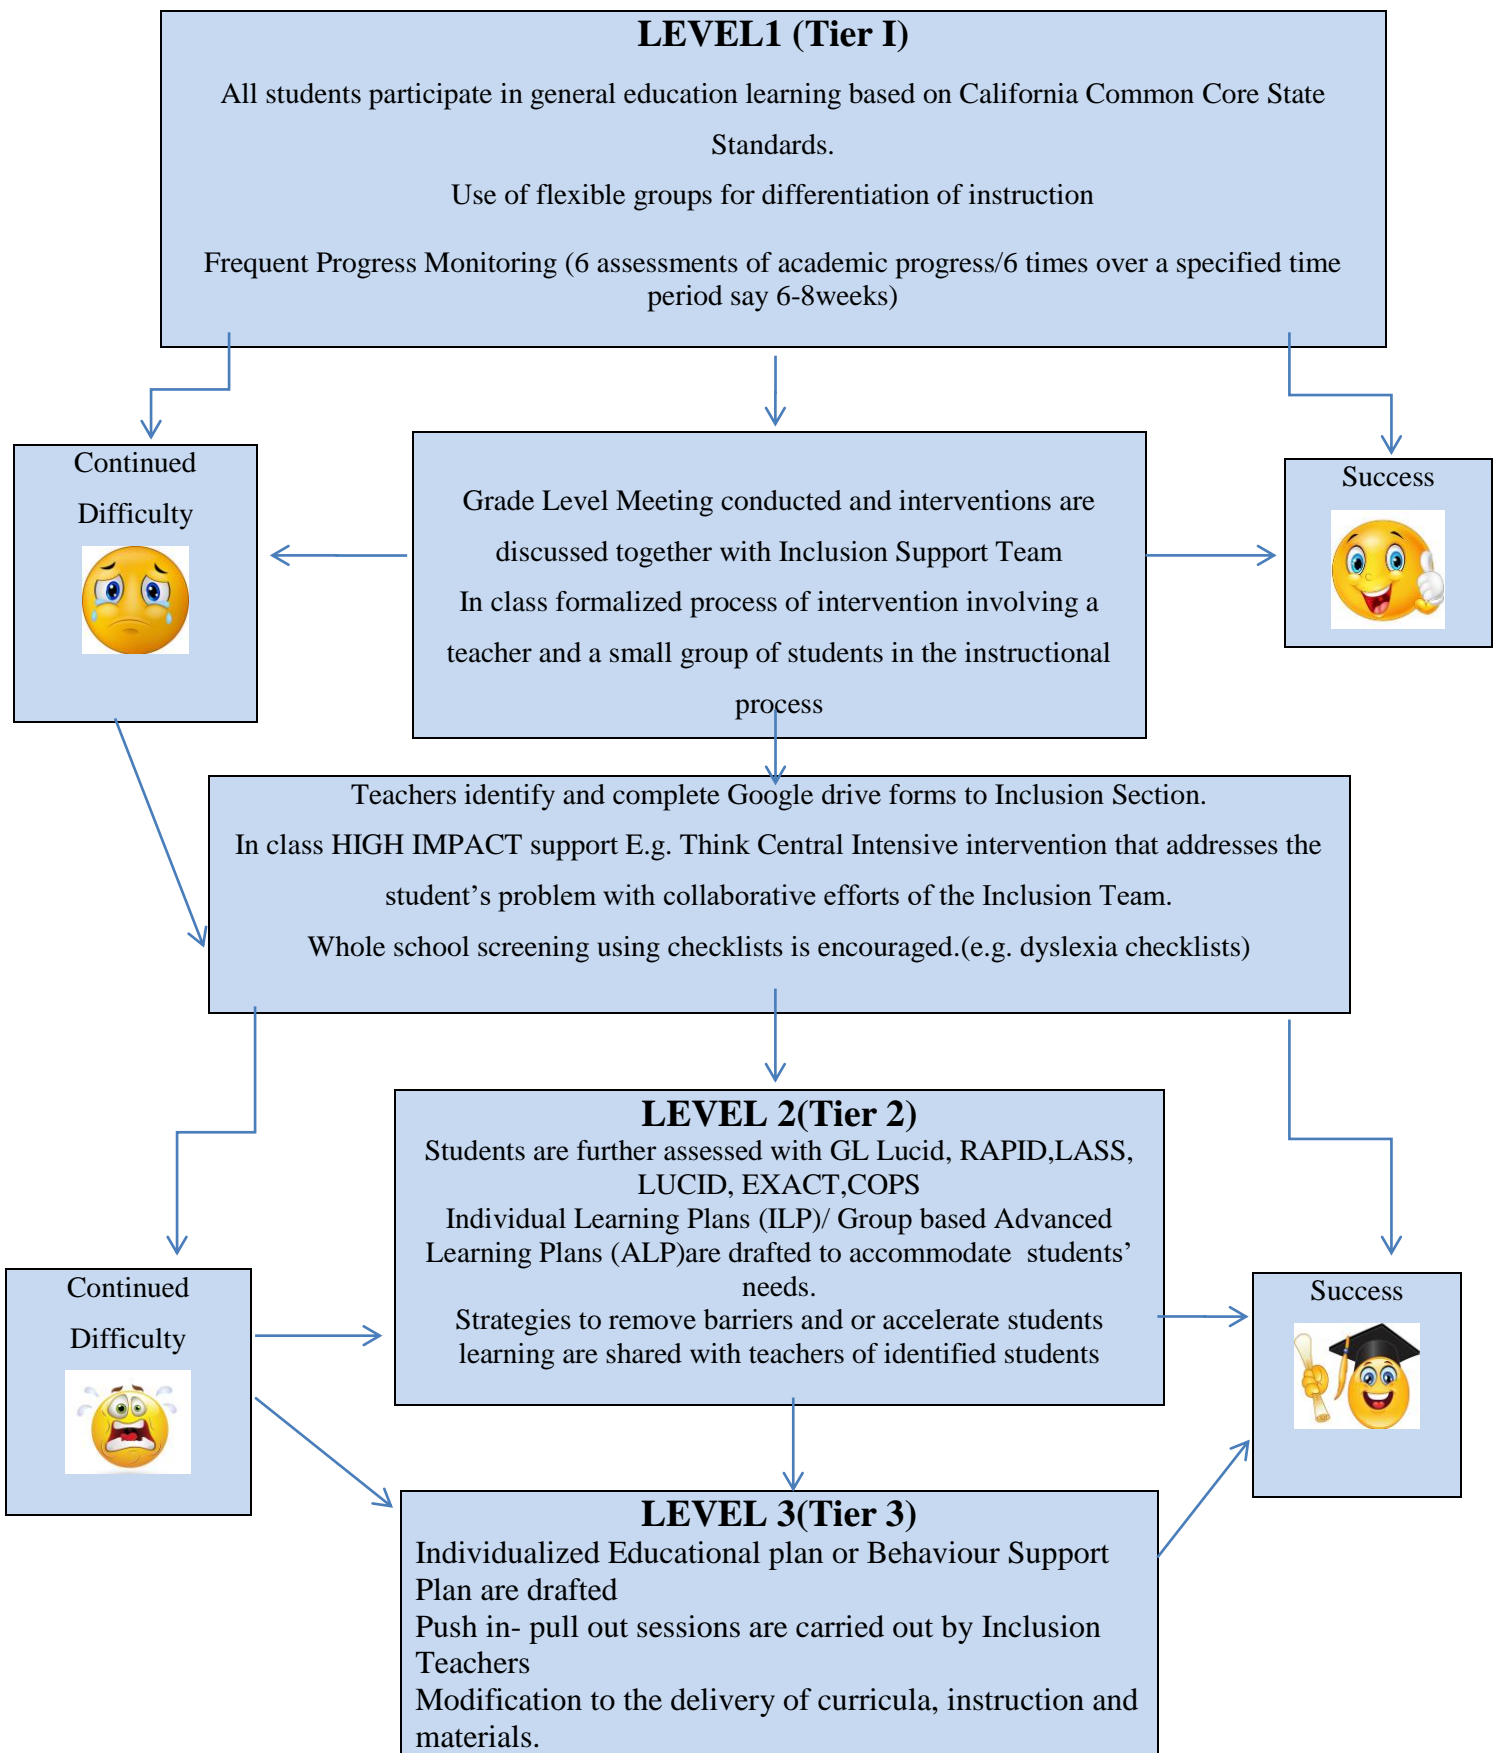 LEVEL1 (Tier I)
All students participate in general education learning based on California Common Core State
Standards.
Use of flexible groups for differentiation of instruction
Frequent Progress Monitoring (6 assessments of academic progress/6 times over a specified time
period say 6-8weeks)
Continued
Difficulty
Grade Level Meeting conducted and interventions are
discussed together with Inclusion Support Team
In class formalized process of intervention involving a
teacher and a small group of students in the instructional
process
Success
Teachers identify and complete Google drive forms to Inclusion Section.
In class HIGH IMPACT support E.g. Think Central Intensive intervention that addresses the
student’s problem with collaborative efforts of the Inclusion Team.
Whole school screening using checklists is encouraged.(e.g. dyslexia checklists)
LEVEL 2(Tier 2)
Students are further assessed with GL Lucid, RAPID,LASS,
LUCID, EXACT,COPS
Individual Learning Plans (ILP)/ Group based Advanced
Learning Plans (ALP)are drafted to accommodate students’
needs.
Strategies to remove barriers and or accelerate students
learning are shared with teachers of identified students
Continued
Difficulty
Success
LEVEL 3(Tier 3)
Individualized Educational plan or Behaviour Support
Plan are drafted
Push in- pull out sessions are carried out by Inclusion
Teachers
Modification to the delivery of curricula, instruction and
materials.